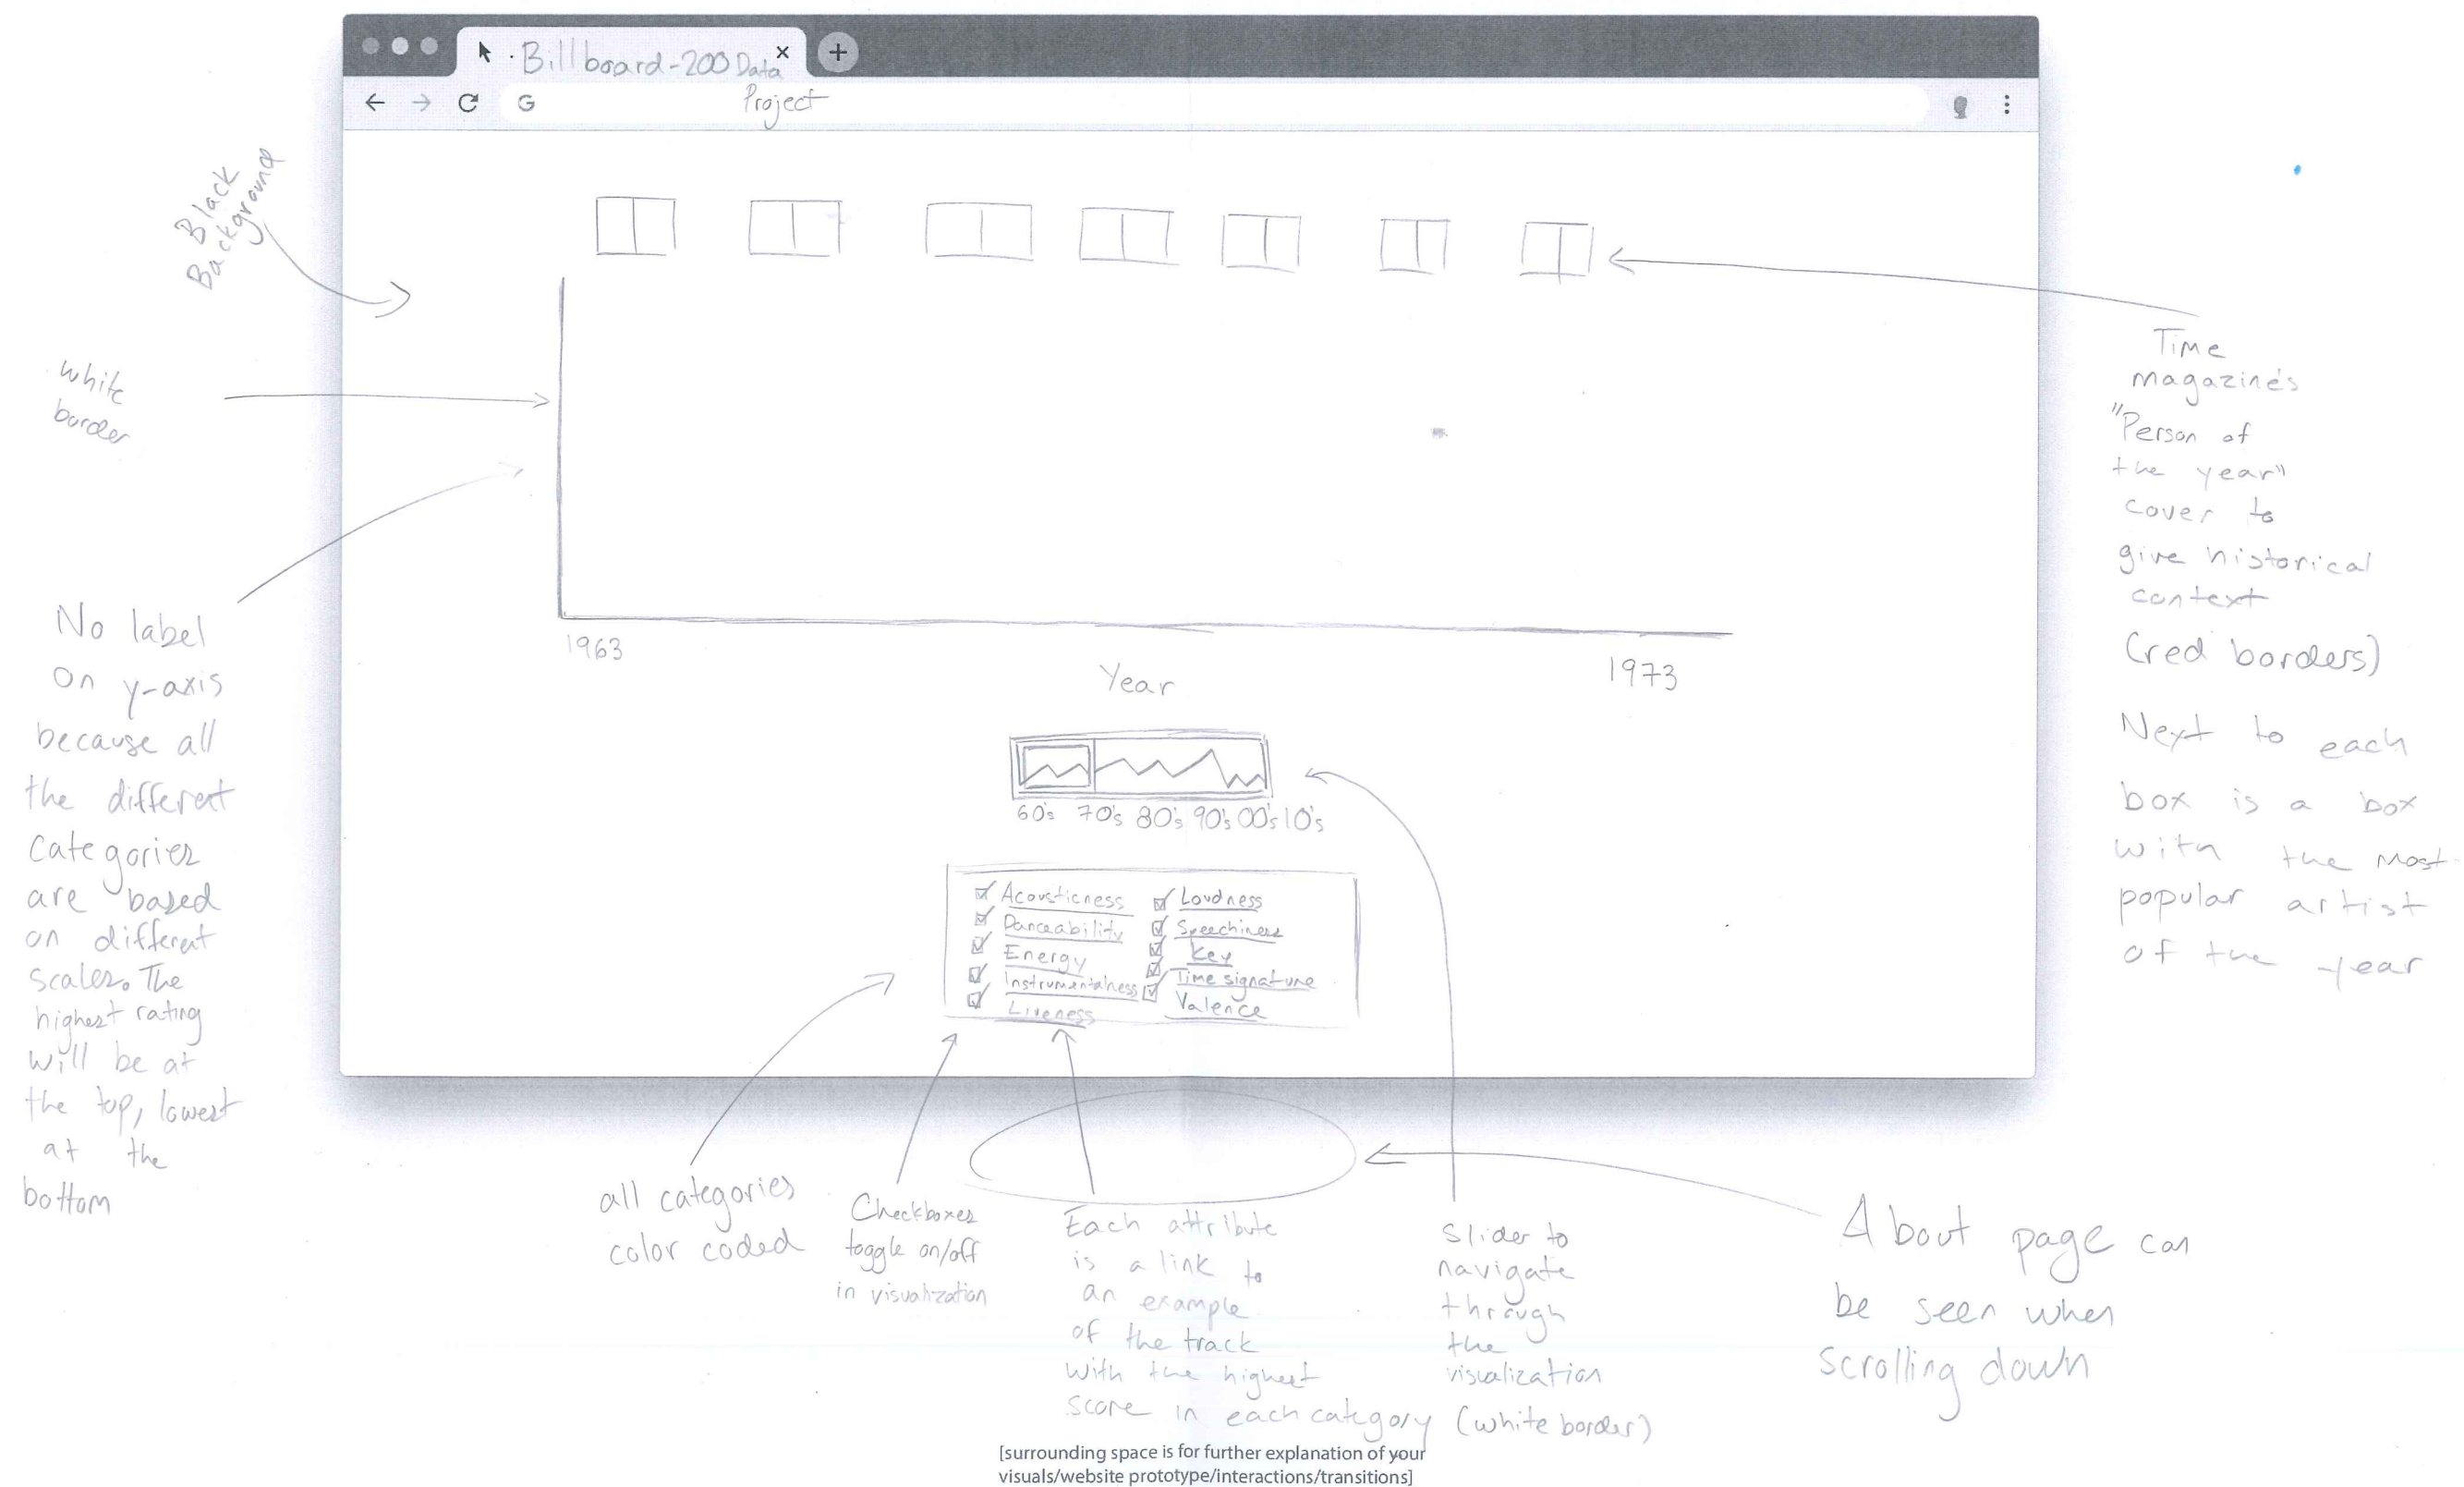 Billboard-200 Data
Project
G
Black
Background
white
border
No label
on y-axis
because all
the different
categories
are based
on different
scales. The
highest rating
will be at
the top, lowest
at the
bottom
1963
Year
1973
60's 70's 80's 90's 00's 10's
Acousticness
Danceability
Energy
Instrumentalness
Liveness
Loudness
Speechiness
Key
Time signature
Valence
Time
magazine's
"Person of
the year"
cover to
give historical
context
(red borders)
Next to each
box is a box
with the most
popular artist
of the year
all categories
color coded
Checkboxes
toggle on/off
in visualization
Each attribute
is a link to
an example
of the track
with the highest
score in each category
Slider to
navigate
through
the
visualization
(white border)
About page can
be seen when
scrolling down
[surrounding space is for further explanation of your
visuals/website prototype/interactions/transitions]